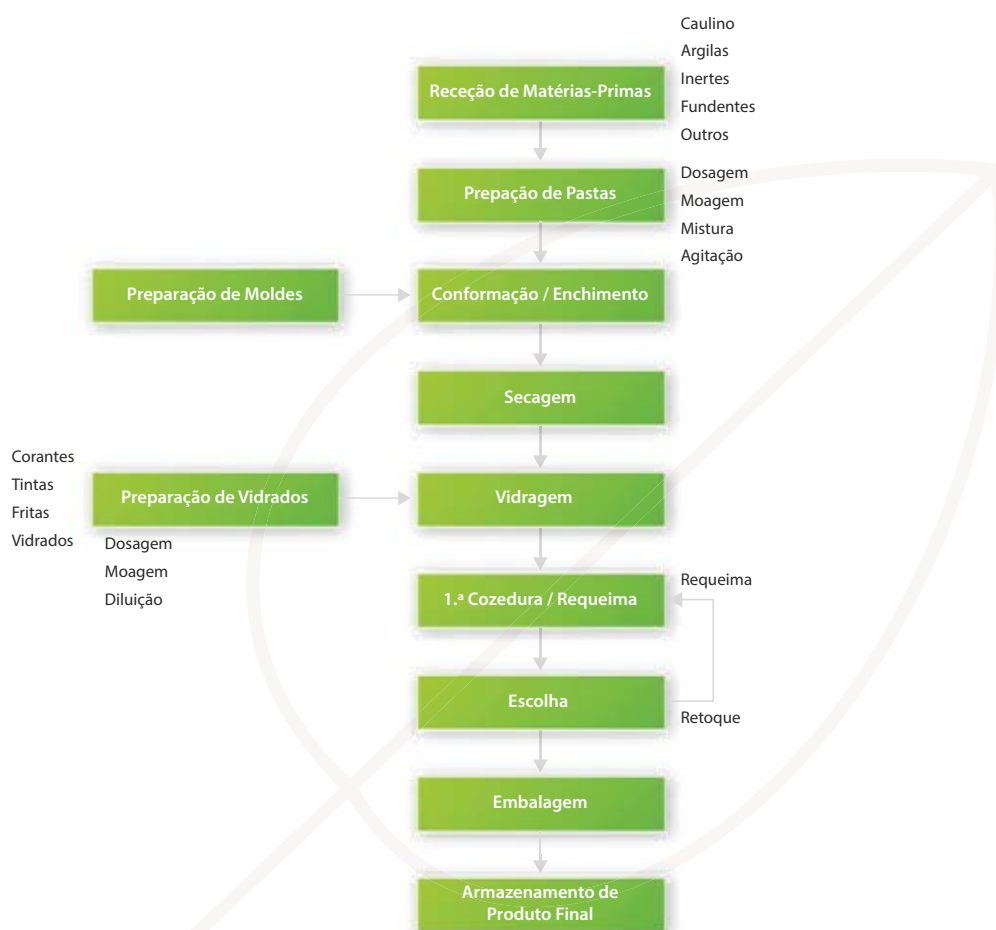 Caulino
Argilas
Inertes
Fundentes
Outros
Receção de Matérias-Primas
Prepação de Pastas
Dosagem
Moagem
Mistura
Agitação
Preparação de Moldes
Conformação / Enchimento
Secagem
Corantes
Tintas
Fritas
Vidrados
Preparação de Vidrados
Dosagem
Moagem
Diluição
Vidragem
1.ª Cozedura / Requeima
Requeima
Escolha
Retoque
Embalagem
Armazenamento de
Produto Final